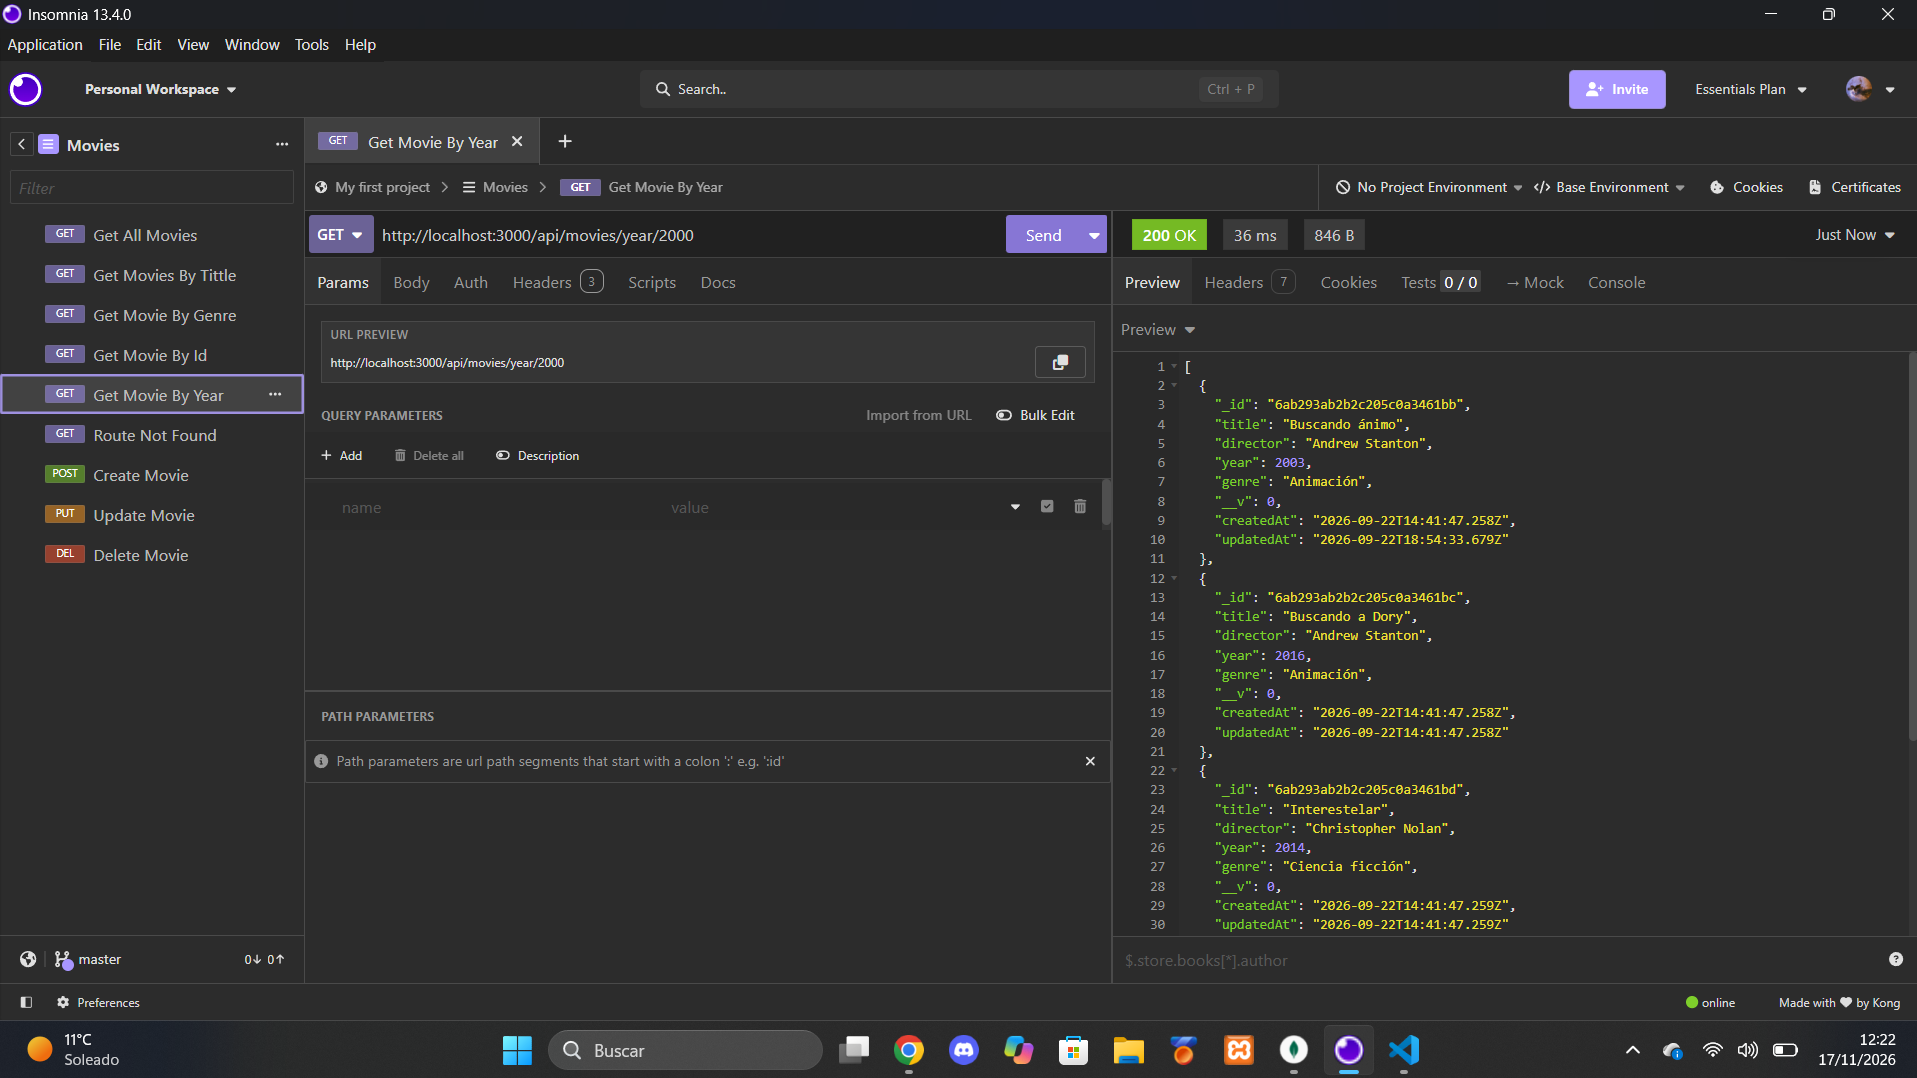 Insomnia 13.4.0
Application File Edit View Window Tools Help
Personal Workspace
Search..
Ctrl + P
Invite
Essentials Plan
Movies
Filter
GET Get All Movies
GET Get Movies By Tittle
GET Get Movie By Genre
GET Get Movie By Id
GET Get Movie By Year
GET Route Not Found
POST Create Movie
PUT Update Movie
DEL Delete Movie
master
0↓ 0↑
Preferences
GET Get Movie By Year
My first project > Movies > GET Get Movie By Year
No Project Environment
Base Environment
Cookies
Certificates
GET http://localhost:3000/api/movies/year/2000
Send
Params Body Auth Headers 3 Scripts Docs
URL PREVIEW
http://localhost:3000/api/movies/year/2000
QUERY PARAMETERS
Import from URL
Bulk Edit
+ Add
Delete all
Description
name
value
PATH PARAMETERS
Path parameters are url path segments that start with a colon ':' e.g. ':id'
200 OK
36 ms
846 B
Just Now
Preview Headers 7 Cookies Tests 0 / 0 → Mock Console
Preview
1 [
2 {
3 "_id": "6ab293ab2b2c205c0a3461bb",
4 "title": "Buscando ánimo",
5 "director": "Andrew Stanton",
6 "year": 2003,
7 "genre": "Animación",
8 "__v": 0,
9 "createdAt": "2026-09-22T14:41:47.258Z",
10 "updatedAt": "2026-09-22T18:54:33.679Z"
11 },
12 {
13 "_id": "6ab293ab2b2c205c0a3461bc",
14 "title": "Buscando a Dory",
15 "director": "Andrew Stanton",
16 "year": 2016,
17 "genre": "Animación",
18 "__v": 0,
19 "createdAt": "2026-09-22T14:41:47.258Z",
20 "updatedAt": "2026-09-22T14:41:47.258Z"
21 },
22 {
23 "_id": "6ab293ab2b2c205c0a3461bd",
24 "title": "Interestelar",
25 "director": "Christopher Nolan",
26 "year": 2014,
27 "genre": "Ciencia ficción",
28 "__v": 0,
29 "createdAt": "2026-09-22T14:41:47.259Z",
30 "updatedAt": "2026-09-22T14:41:47.259Z"
$.store.books[*].author
online
Made with ♥ by Kong
11°C
Soleado
Buscar
12:22
17/11/2026